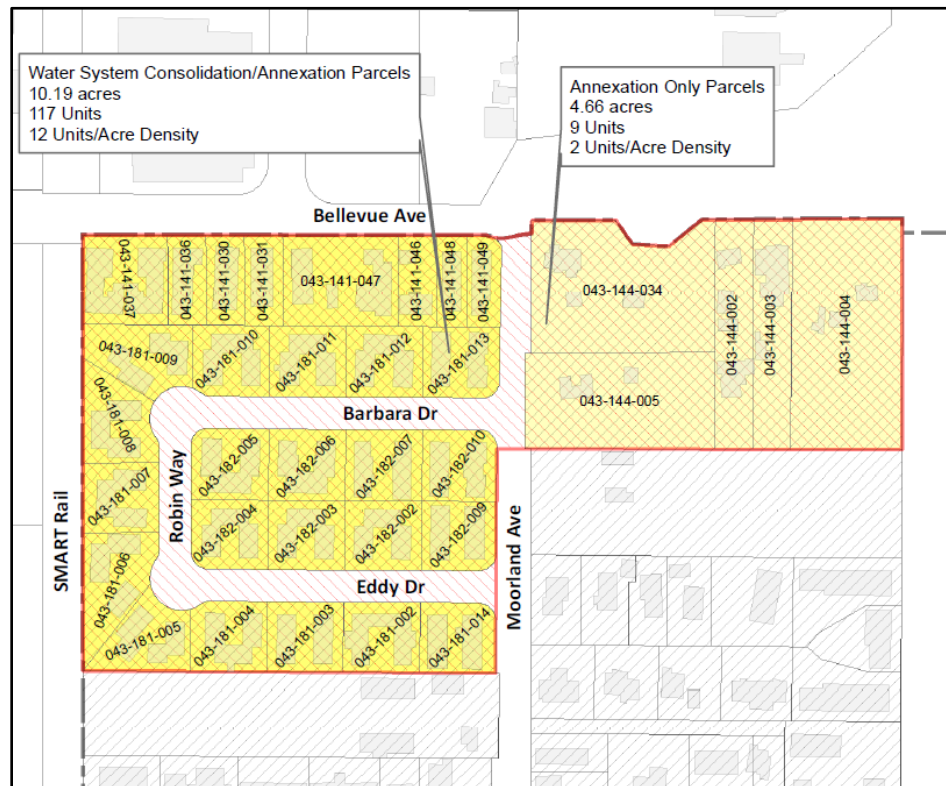 Water System Consolidation/Annexation Parcels
10.19 acres
117 Units
12 Units/Acre Density
Annexation Only Parcels
4.66 acres
9 Units
2 Units/Acre Density
Bellevue Ave
043-141-037
043-141-036
043-141-030
043-141-031
043-141-047
043-141-046
043-141-048
043-141-049
043-144-034
043-144-002
043-144-003
043-144-004
043-181-009
043-181-010
043-181-011
043-181-012
043-181-013
043-144-005
Barbara Dr
043-181-008
043-182-005
043-182-006
043-182-007
043-182-010
043-181-007
Robin Way
SMART Rail
043-182-004
043-182-003
043-182-002
043-182-009
Moorland Ave
043-181-006
Eddy Dr
043-181-005
043-181-004
043-181-003
043-181-002
043-181-014